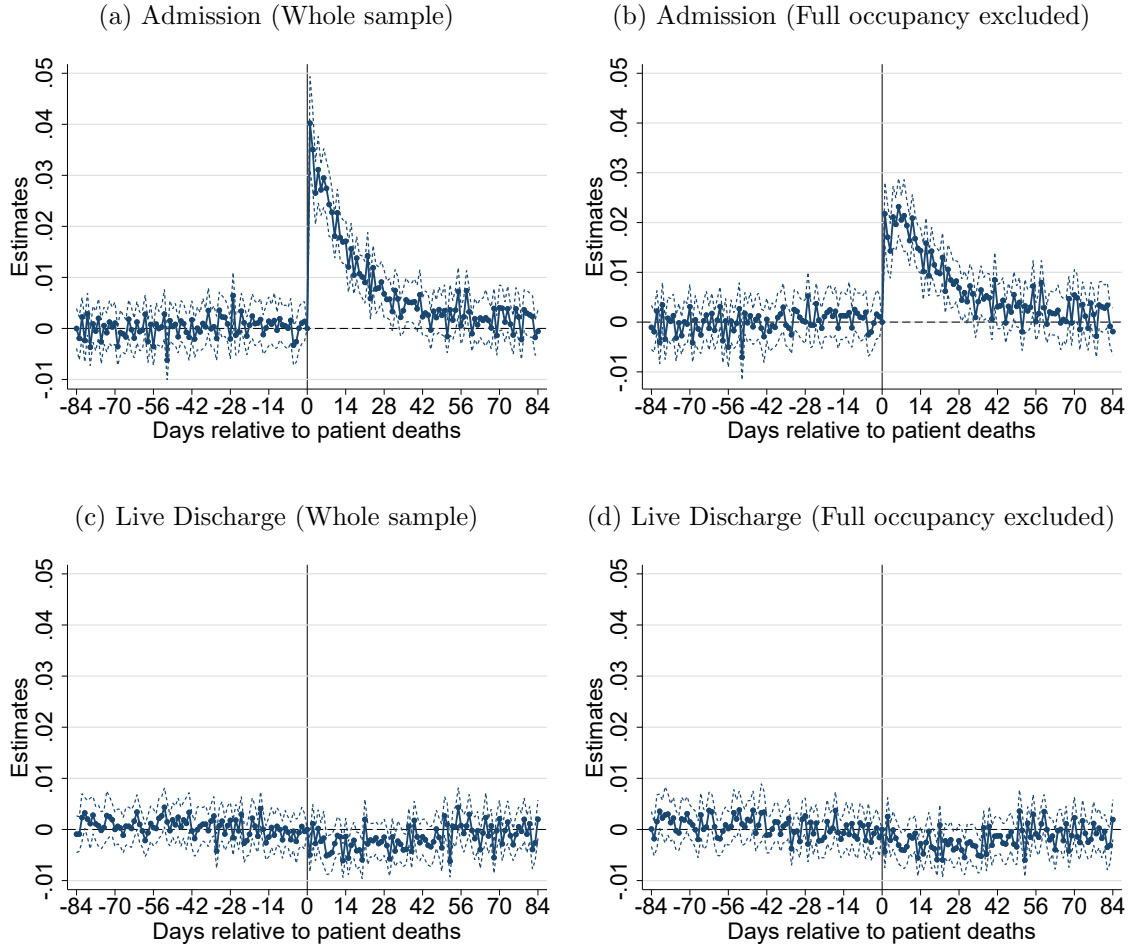 (a) Admission (Whole sample)
(b) Admission (Full occupancy excluded)
.05
.04
.03
.02
.01
0
-.01
Estimates
-84 -70 -56 -42 -28 -14 0 14 28 42 56 70 84
Days relative to patient deaths
.05
.04
.03
.02
.01
0
-.01
Estimates
-84 -70 -56 -42 -28 -14 0 14 28 42 56 70 84
Days relative to patient deaths
(c) Live Discharge (Whole sample)
(d) Live Discharge (Full occupancy excluded)
.05
.04
.03
.02
.01
0
-.01
Estimates
-84 -70 -56 -42 -28 -14 0 14 28 42 56 70 84
Days relative to patient deaths
.05
.04
.03
.02
.01
0
-.01
Estimates
-84 -70 -56 -42 -28 -14 0 14 28 42 56 70 84
Days relative to patient deaths